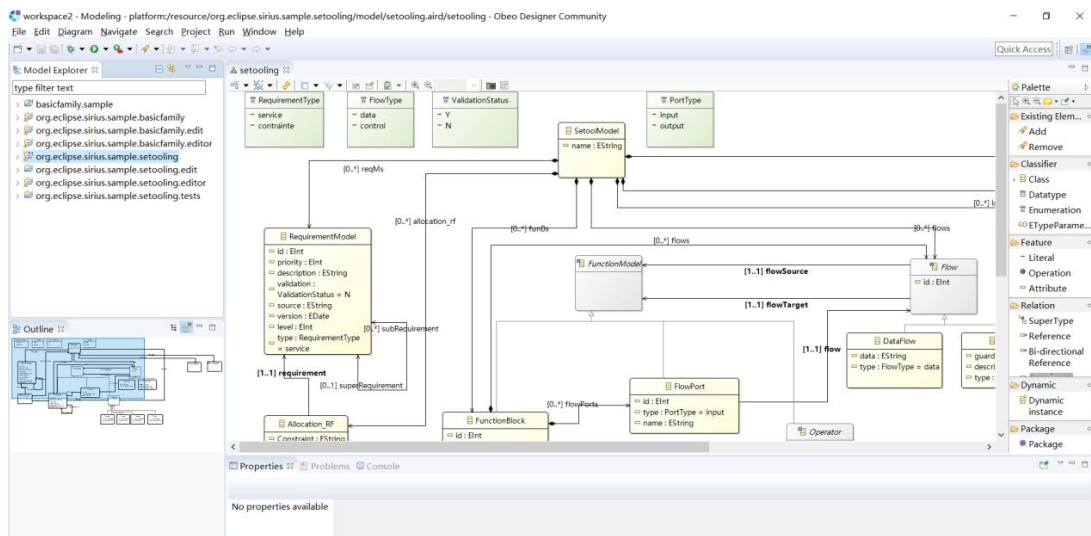 workspace2 - Modeling - platform:/resource/org.eclipse.sirius.sample.setooling/model/setooling.aird/setooling - Obeo Designer Community
File Edit Diagram Navigate Search Project Run Window Help
Quick Access
Model Explorer
type filter text
basicfamily.sample
org.eclipse.sirius.sample.basicfamily
org.eclipse.sirius.sample.basicfamily.edit
org.eclipse.sirius.sample.basicfamily.editor
org.eclipse.sirius.sample.setooling
org.eclipse.sirius.sample.setooling.edit
org.eclipse.sirius.sample.setooling.editor
org.eclipse.sirius.sample.setooling.tests
Outline
setooling
RequirementType
service
contrainte
FlowType
data
control
ValidationStatus
Y
N
PortType
input
output
SetoolModel
name : EString
[0..*] reqMs
[0..*] allocation_rf
[0..*] funBs
[0..*] flows
[0..*] flows
RequirementModel
id : EInt
priority : EInt
description : EString
validation :
ValidationStatus = N
source : EString
version : EDate
level : EInt
type : RequirementType
= service
[0..*] subRequirement
[0..1] superRequirement
[1..1] requirement
Allocation_RF
Constraint : EString
FunctionModel
[1..1] flowSource
[1..1] flowTarget
Flow
id : EInt
[1..1] flow
DataFlow
data : EString
type : FlowType = data
guard
descri
type :
FlowPort
id : EInt
type : PortType = input
name : EString
[0..*] flowPorts
FunctionBlock
id : EInt
Operator
Palette
Existing Elem...
Add
Remove
Classifier
Class
Datatype
Enumeration
ETypeParame...
Feature
Literal
Operation
Attribute
Relation
SuperType
Reference
Bi-directional
Reference
Dynamic
Dynamic
instance
Package
Package
Properties Problems Console
No properties available